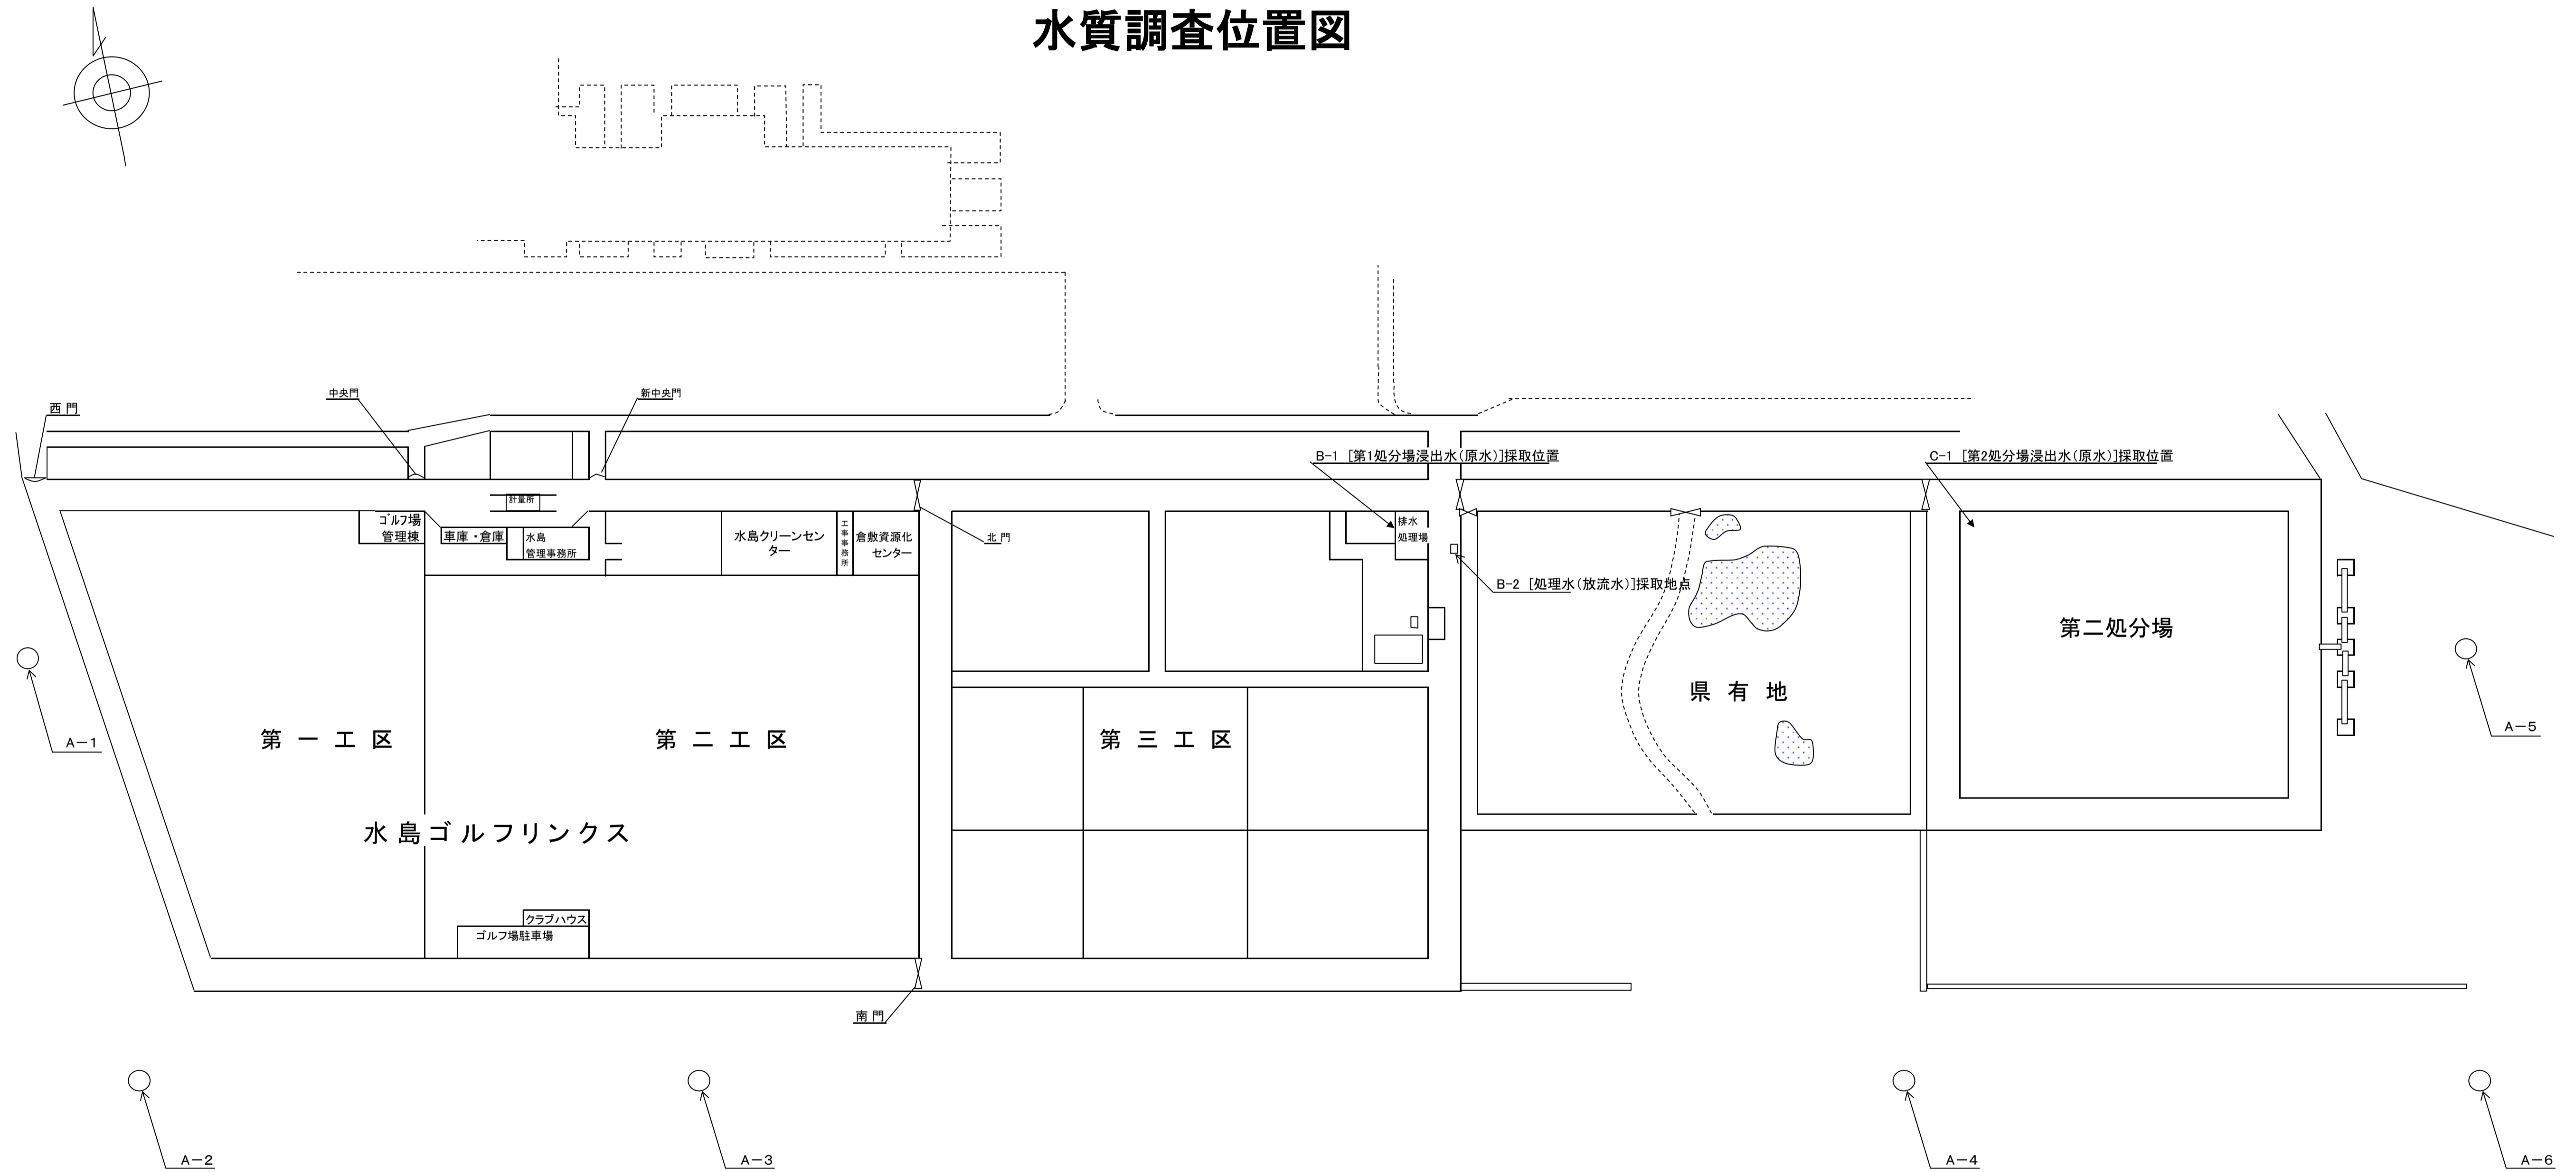 水質調査位置図
中央門
新中央門
西 門
B-1 [第1処分場浸出水(原水)]採取位置
C-1 [第2処分場浸出水(原水)]採取位置
計量所
ゴルフ場
管理棟
車庫・倉庫
水島
管理事務所
水島クリーンセン
ター
工事事務所
倉敷資源化
センター
北 門
排水
処理場
B-2 [処理水(放流水)]採取地点
第二処分場
県 有 地
A-1
A-5
第 一 工 区
第 二 工 区
第 三 工 区
水 島 ゴ ル フ リ ン ク ス
クラブハウス
ゴルフ場駐車場
南 門
A-2
A-3
A-4
A-6